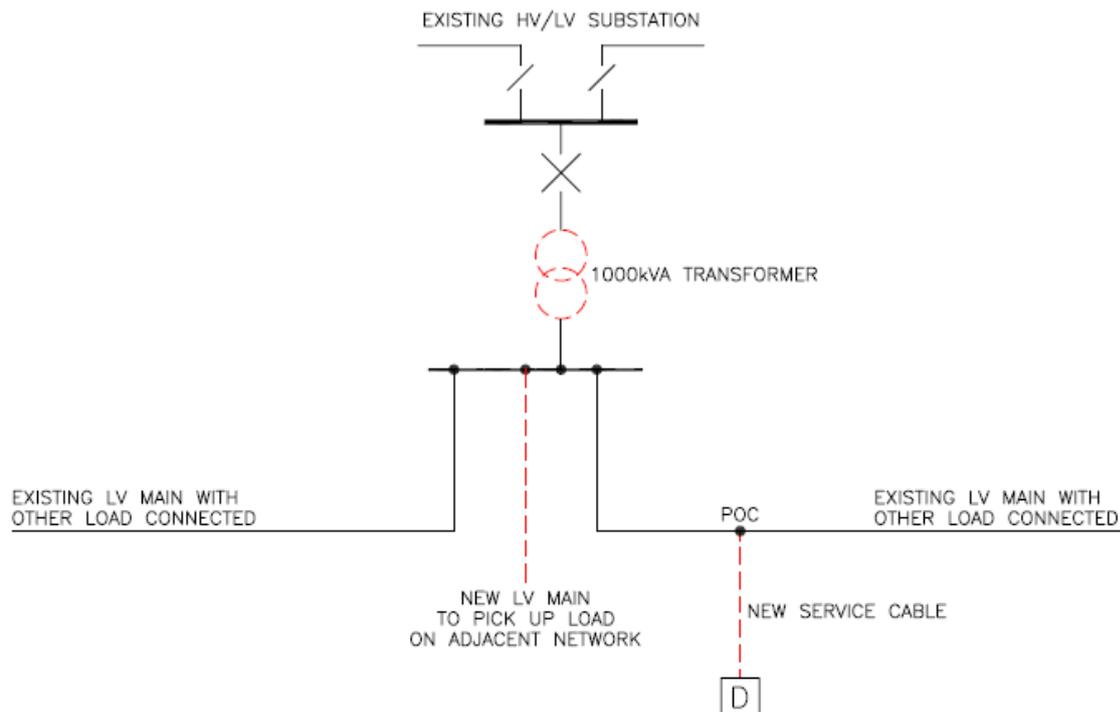 EXISTING HV/LV SUBSTATION
1000kVA TRANSFORMER
EXISTING LV MAIN WITH
OTHER LOAD CONNECTED
POC
EXISTING LV MAIN WITH
OTHER LOAD CONNECTED
NEW LV MAIN
TO PICK UP LOAD
ON ADJACENT NETWORK
NEW SERVICE CABLE
D